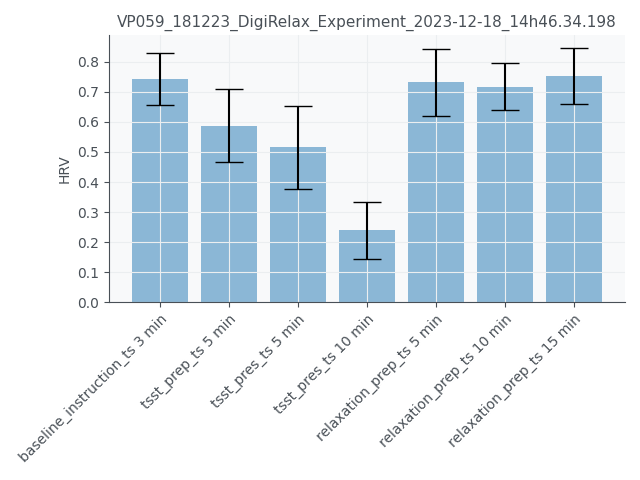 VP059_181223_DigiRelax_Experiment_2023-12-18_14h46.34.198
HRV
0.8
0.7
0.6
0.5
0.4
0.3
0.2
0.1
0.0
baseline_instruction_ts 3 min
tsst_prep_ts 5 min
tsst_pres_ts 5 min
tsst_pres_ts 10 min
relaxation_prep_ts 5 min
relaxation_prep_ts 10 min
relaxation_prep_ts 15 min